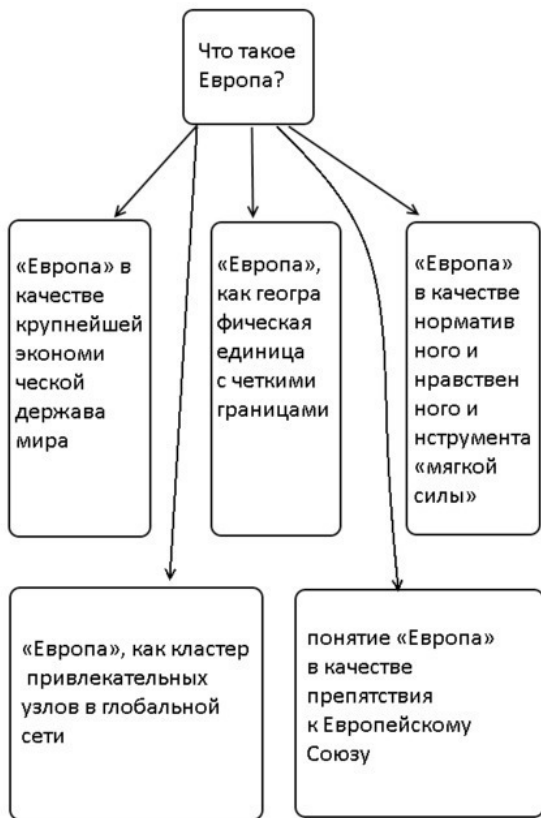 Что такое
Европа?
«Европа» в
качестве
крупнейшей
экономи
ческой
держава
мира
«Европа»,
как геогра
фическая
единица
с четкими
границами
«Европа»
в качестве
норматив
ного и
нравствен
ного и
нструмента
«мягкой
силы»
«Европа», как кластер
привлекательных
узлов в глобальной
сети
понятие «Европа»
в качестве
препятствия
к Европейскому
Союзу